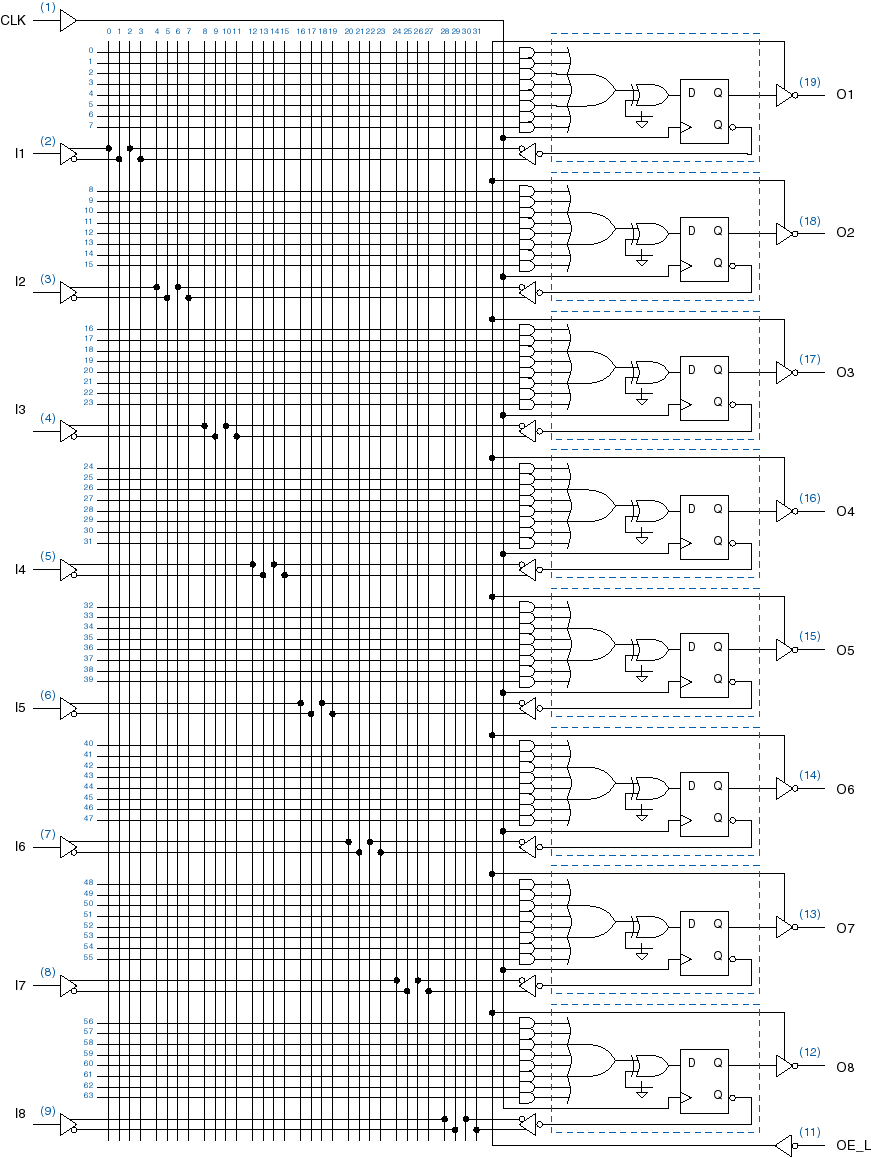 (1)
CLK
0 1 2 3 4 5 6 7 8 9 10 11 12 13 14 15 16 17 18 19 20 21 22 23 24 25 26 27 28 29 30 31
0
1
2
3
4
5
6
7
D Q
Q
(19)
O1
(2)
I1
8
9
10
11
12
13
14
15
D Q
Q
(18)
O2
(3)
I2
16
17
18
19
20
21
22
23
D Q
Q
(17)
O3
I3
(4)
24
25
26
27
28
29
30
31
D Q
Q
(16)
O4
(5)
I4
32
33
34
35
36
37
38
39
D Q
Q
(15)
O5
(6)
I5
40
41
42
43
44
45
46
47
D Q
Q
(14)
O6
(7)
I6
48
49
50
51
52
53
54
55
D Q
Q
(13)
O7
(8)
I7
56
57
58
59
60
61
62
63
D Q
Q
(12)
O8
(9)
I8
(11)
OE_L